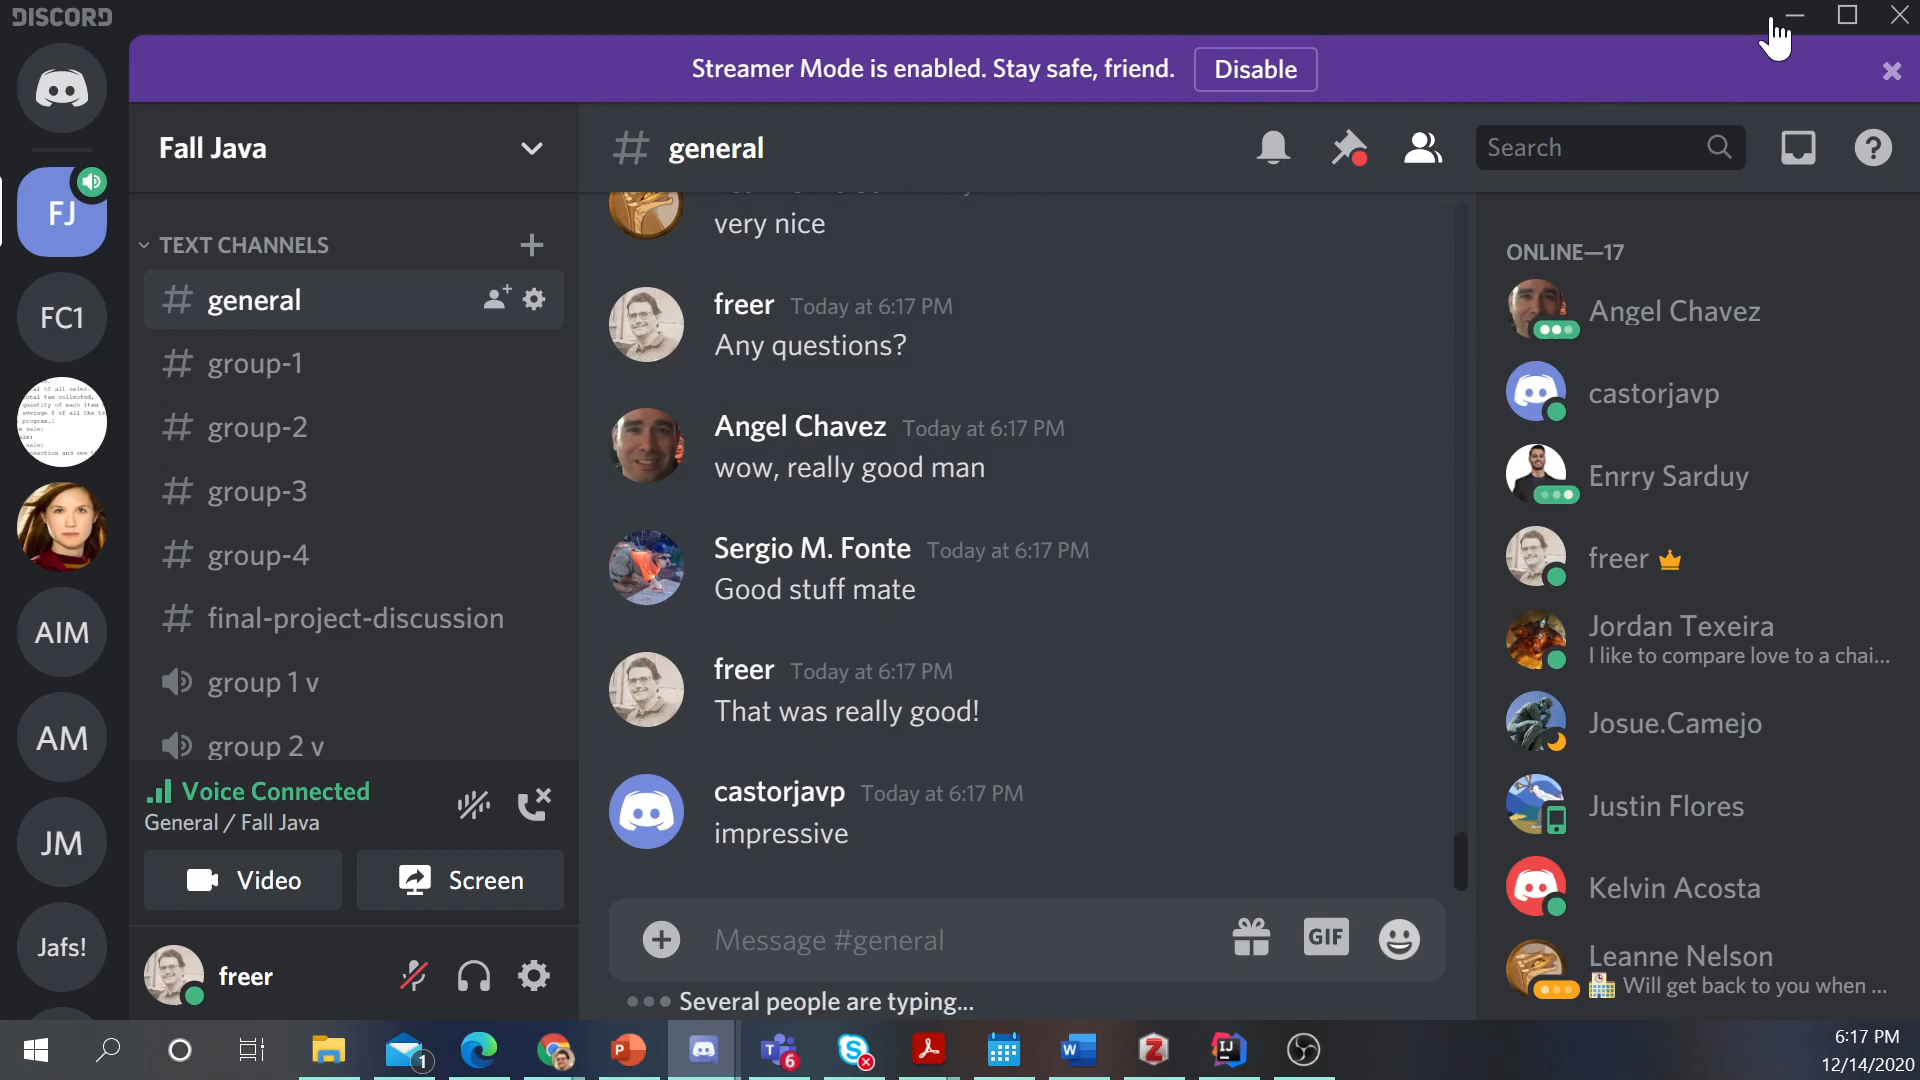 DISCORD
Streamer Mode is enabled. Stay safe, friend. Disable
FJ
FC1
AIM
AM
JM
Jafs!
Fall Java
TEXT CHANNELS
general
group-1
group-2
group-3
group-4
final-project-discussion
group 1 v
group 2 v
Voice Connected
General / Fall Java
Video Screen
freer
# general
Search
very nice
freer Today at 6:17 PM
Any questions?
Angel Chavez Today at 6:17 PM
wow, really good man
Sergio M. Fonte Today at 6:17 PM
Good stuff mate
freer Today at 6:17 PM
That was really good!
castorjavp Today at 6:17 PM
impressive
Message #general
GIF
Several people are typing...
ONLINE—17
Angel Chavez
castorjavp
Enrry Sarduy
freer
Jordan Texeira
I like to compare love to a chai...
Josue.Camejo
Justin Flores
Kelvin Acosta
Leanne Nelson
Will get back to you when ...
1
6
6:17 PM
12/14/2020